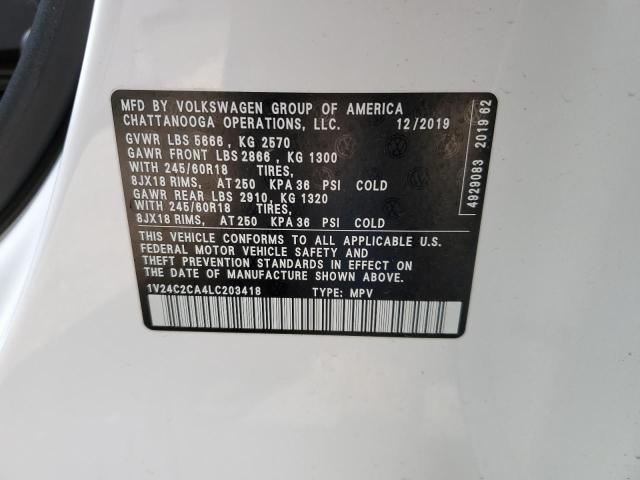 MFD BY VOLKSWAGEN GROUP OF AMERICA
CHATTANOOGA OPERATIONS, LLC. 12/2019
GVWR LBS 5666 , KG 2570
GAWR FRONT LBS 2866 , KG 1300
WITH 245/60R18 TIRES,
8JX18 RIMS, AT 250 KPA 36 PSI COLD
GAWR REAR LBS 2910, KG 1320
WITH 245/60R18 TIRES,
8JX18 RIMS, AT 250 KPA 36 PSI COLD
THIS VEHICLE CONFORMS TO ALL APPLICABLE U.S.
FEDERAL MOTOR VEHICLE SAFETY AND
THEFT PREVENTION STANDARDS IN EFFECT ON THE
DATE OF MANUFACTURE SHOWN ABOVE.
1V24C2CA4LC203418 TYPE: MPV
4929083 2019 62